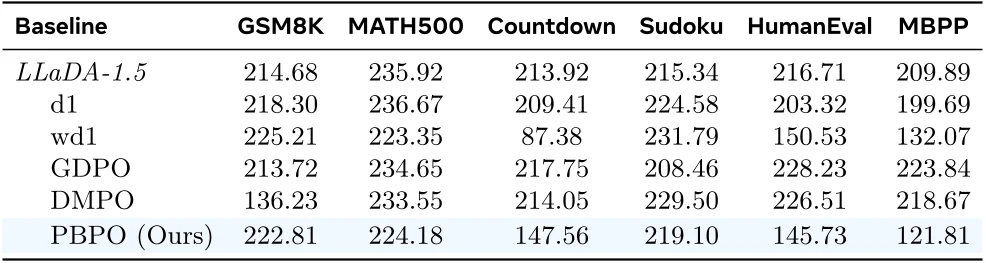 Baseline GSM8K MATH500 Countdown Sudoku HumanEval MBPP
LLaDA-1.5 214.68 235.92 213.92 215.34 216.71 209.89
d1 218.30 236.67 209.41 224.58 203.32 199.69
wd1 225.21 223.35 87.38 231.79 150.53 132.07
GDPO 213.72 234.65 217.75 208.46 228.23 223.84
DMPO 136.23 233.55 214.05 229.50 226.51 218.67
PBPO (Ours) 222.81 224.18 147.56 219.10 145.73 121.81